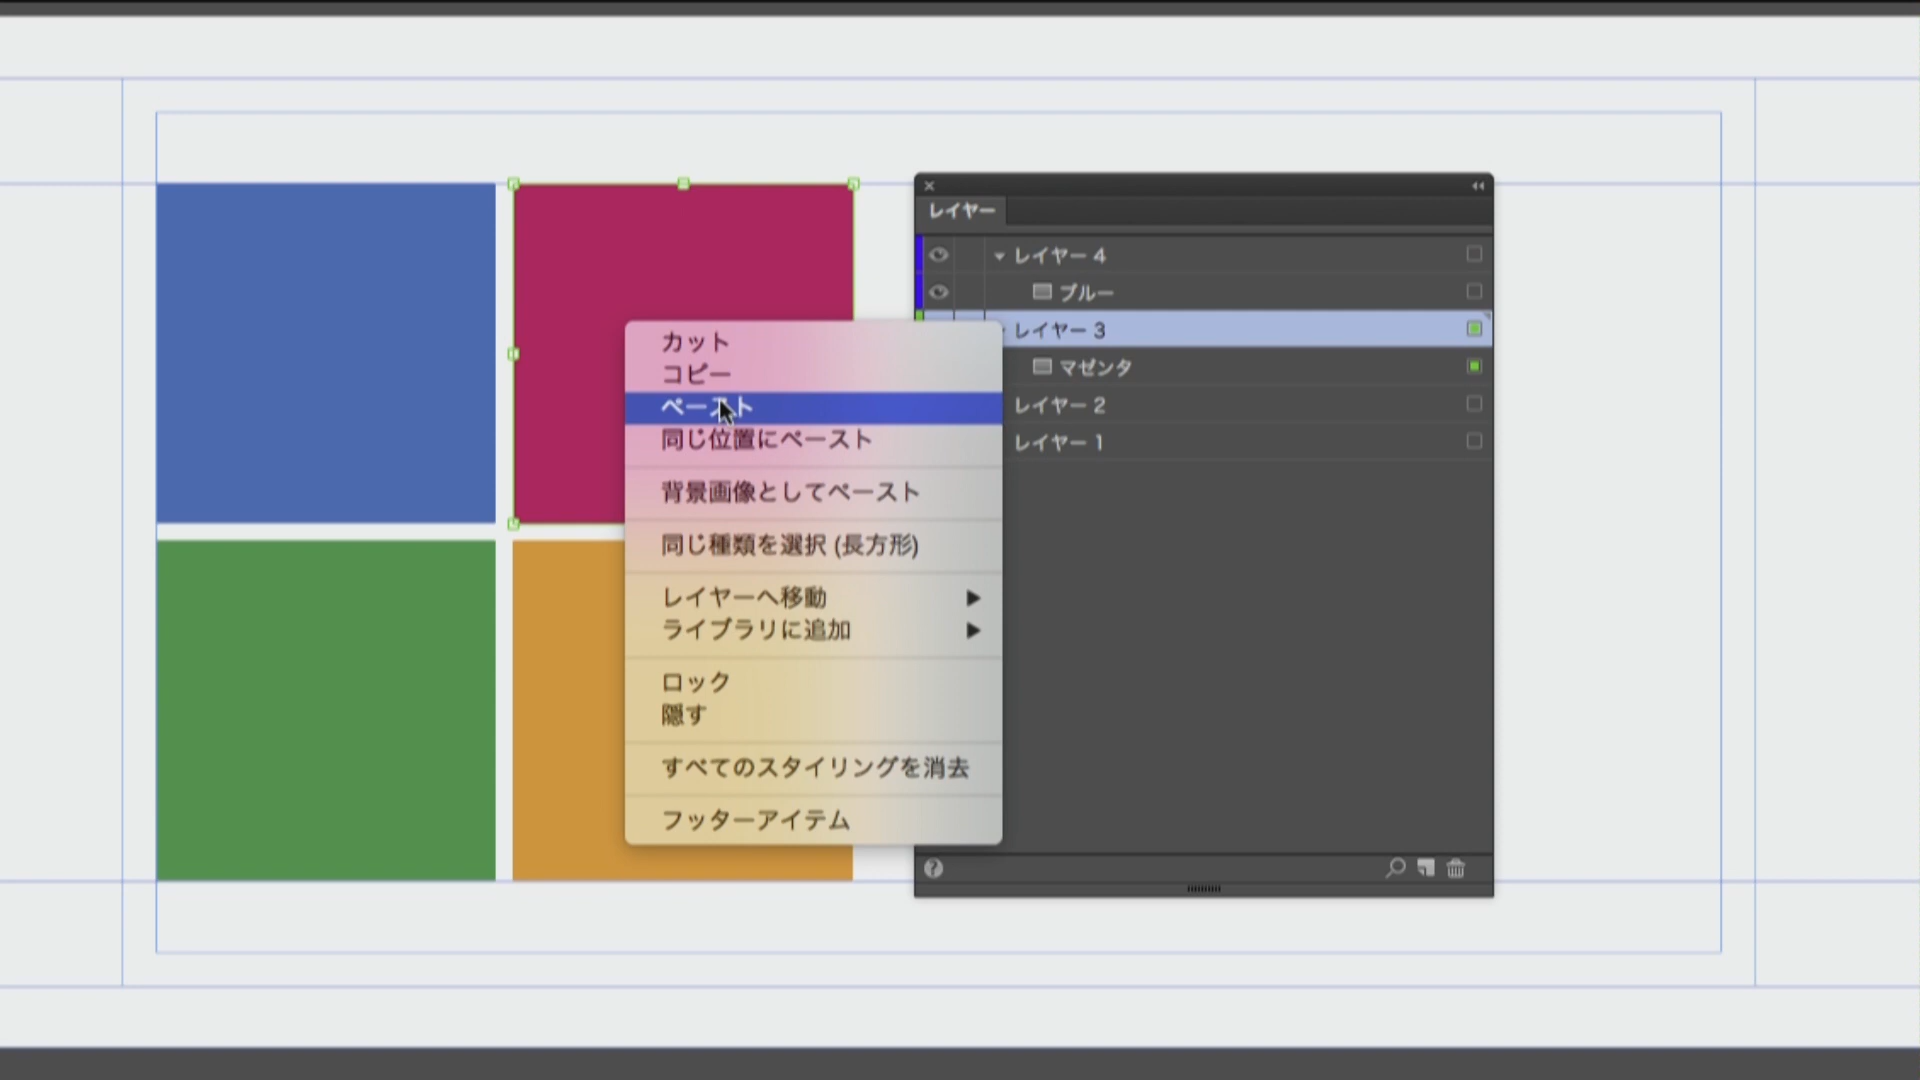 レイヤー
レイヤー 4
ブルー
レイヤー 3
マゼンタ
レイヤー 2
レイヤー 1
カット
コピー
ペースト
同じ位置にペースト
背景画像としてペースト
同じ種類を選択 (長方形)
レイヤーへ移動
ライブラリに追加
ロック
隠す
すべてのスタイリングを消去
フッターアイテム